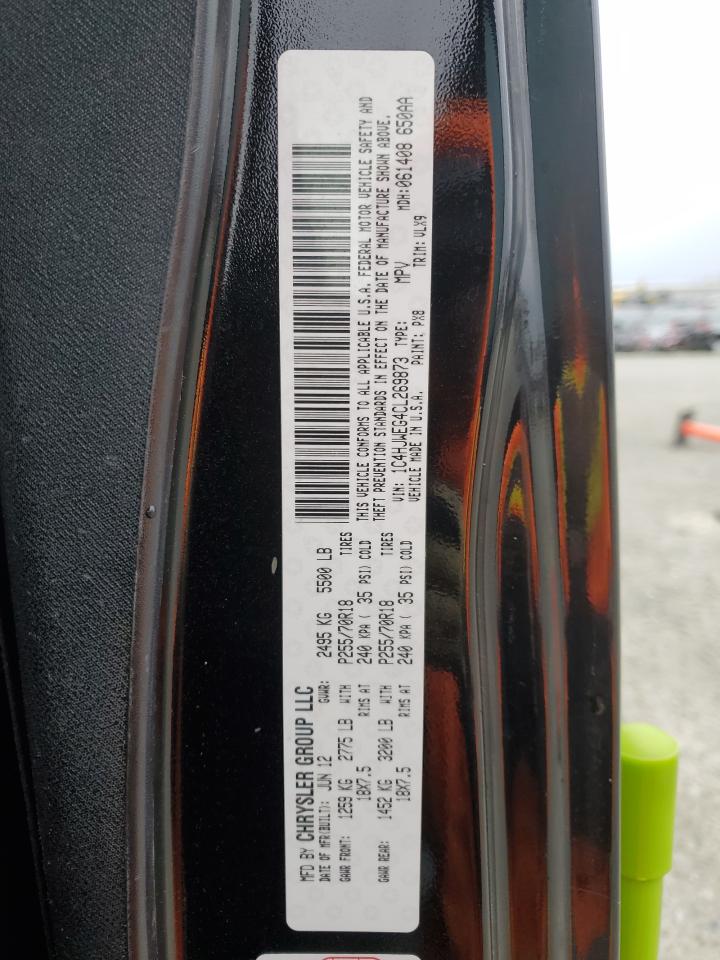 MFD BY CHRYSLER GROUP LLC
DATE OF MFR(BUILT): JUN 12 GVWR: 2495 KG 5500 LB
GAWR FRONT: 1259 KG 2775 LB WITH P255/70R18 TIRES
18X7.5 RIMS AT 240 KPA ( 35 PSI) COLD
GAWR REAR: 1452 KG 3200 LB WITH P255/70R18 TIRES
18X7.5 RIMS AT 240 KPA ( 35 PSI) COLD
THIS VEHICLE CONFORMS TO ALL APPLICABLE U.S.A. FEDERAL MOTOR VEHICLE SAFETY AND
THEFT PREVENTION STANDARDS IN EFFECT ON THE DATE OF MANUFACTURE SHOWN ABOVE.
VIN: 1C4HJWEG4CL269873 TYPE: MPV MDH:061408 650AA
VEHICLE MADE IN U.S.A. PAINT: PX8 TRIM: VLX9